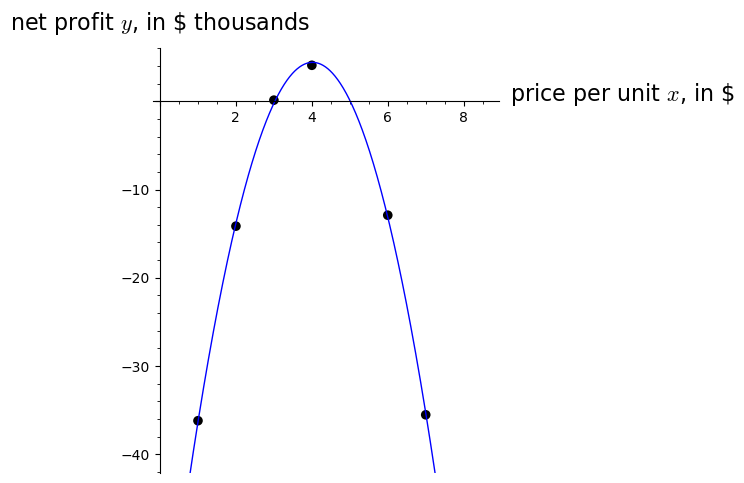 net profit y, in $ thousands
price per unit x, in $
2 4 6 8
−10
−20
−30
−40